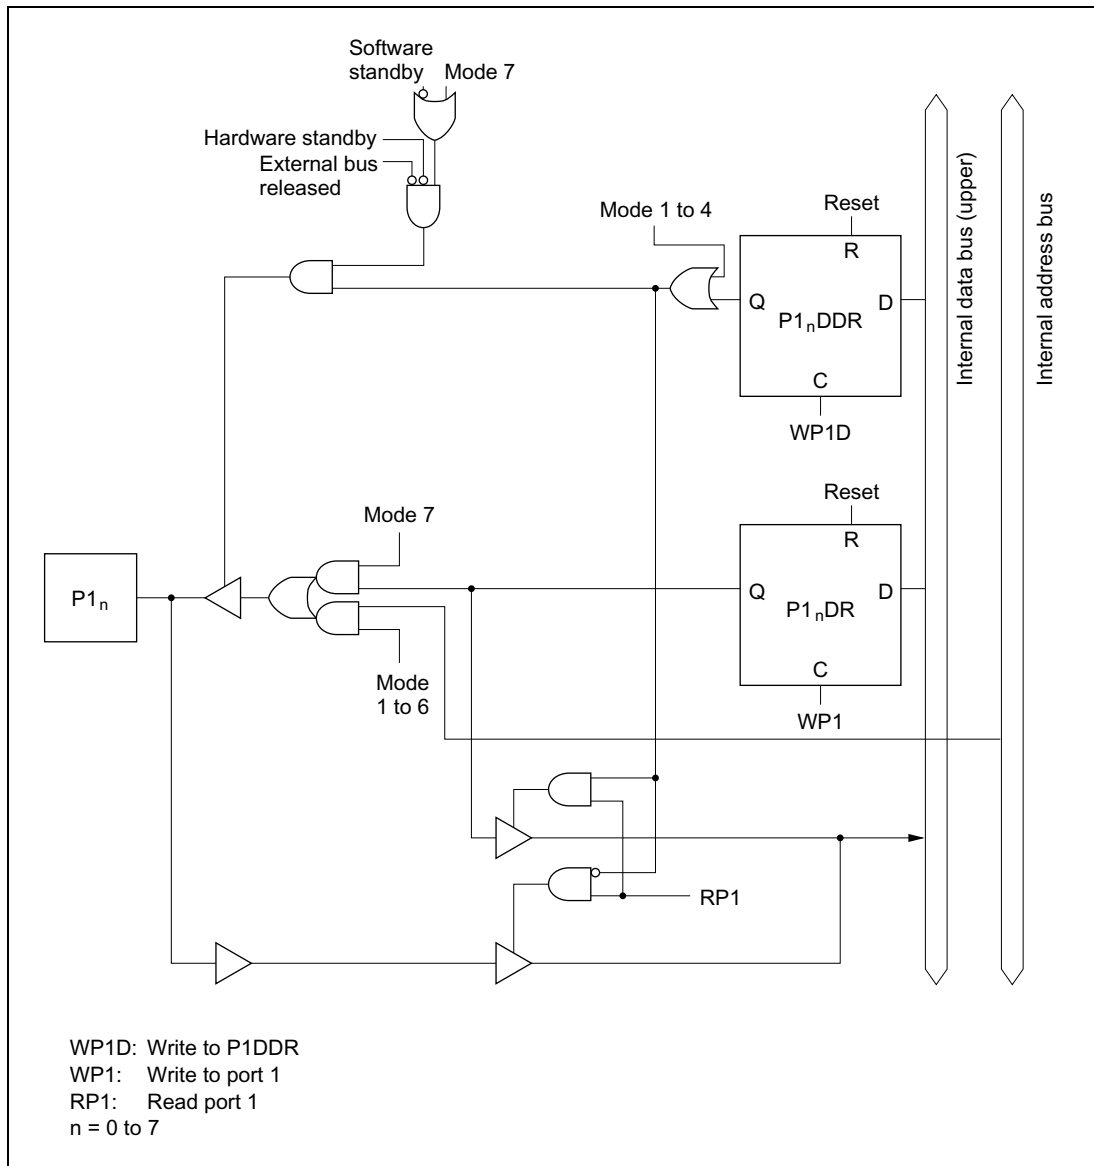 Software
standby
Mode 7
Hardware standby
External bus
released
Mode 1 to 4
Reset
R
Q
P1nDDR
D
C
WP1D
Internal data bus (upper)
Internal address bus
Reset
R
Mode 7
P1n
Q
P1nDR
D
C
Mode
1 to 6
WP1
RP1
WP1D: Write to P1DDR
WP1: Write to port 1
RP1: Read port 1
n = 0 to 7